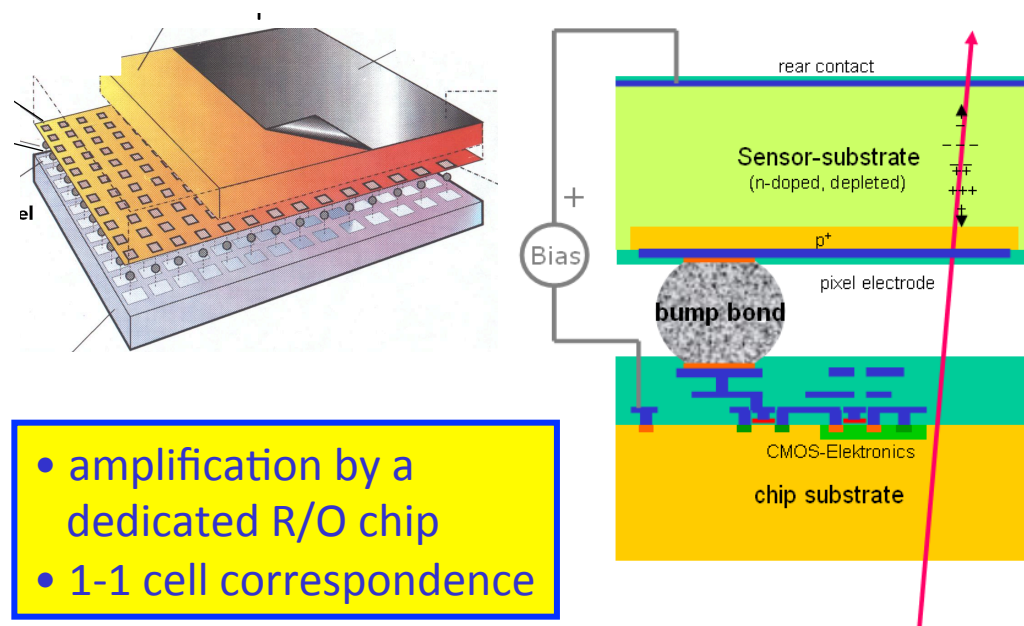 el
rear contact
Sensor-substrate
(n-doped, depleted)
+
Bias
p+
pixel electrode
bump bond
CMOS-Elektronics
chip substrate
• amplification by a
dedicated R/O chip
• 1-1 cell correspondence